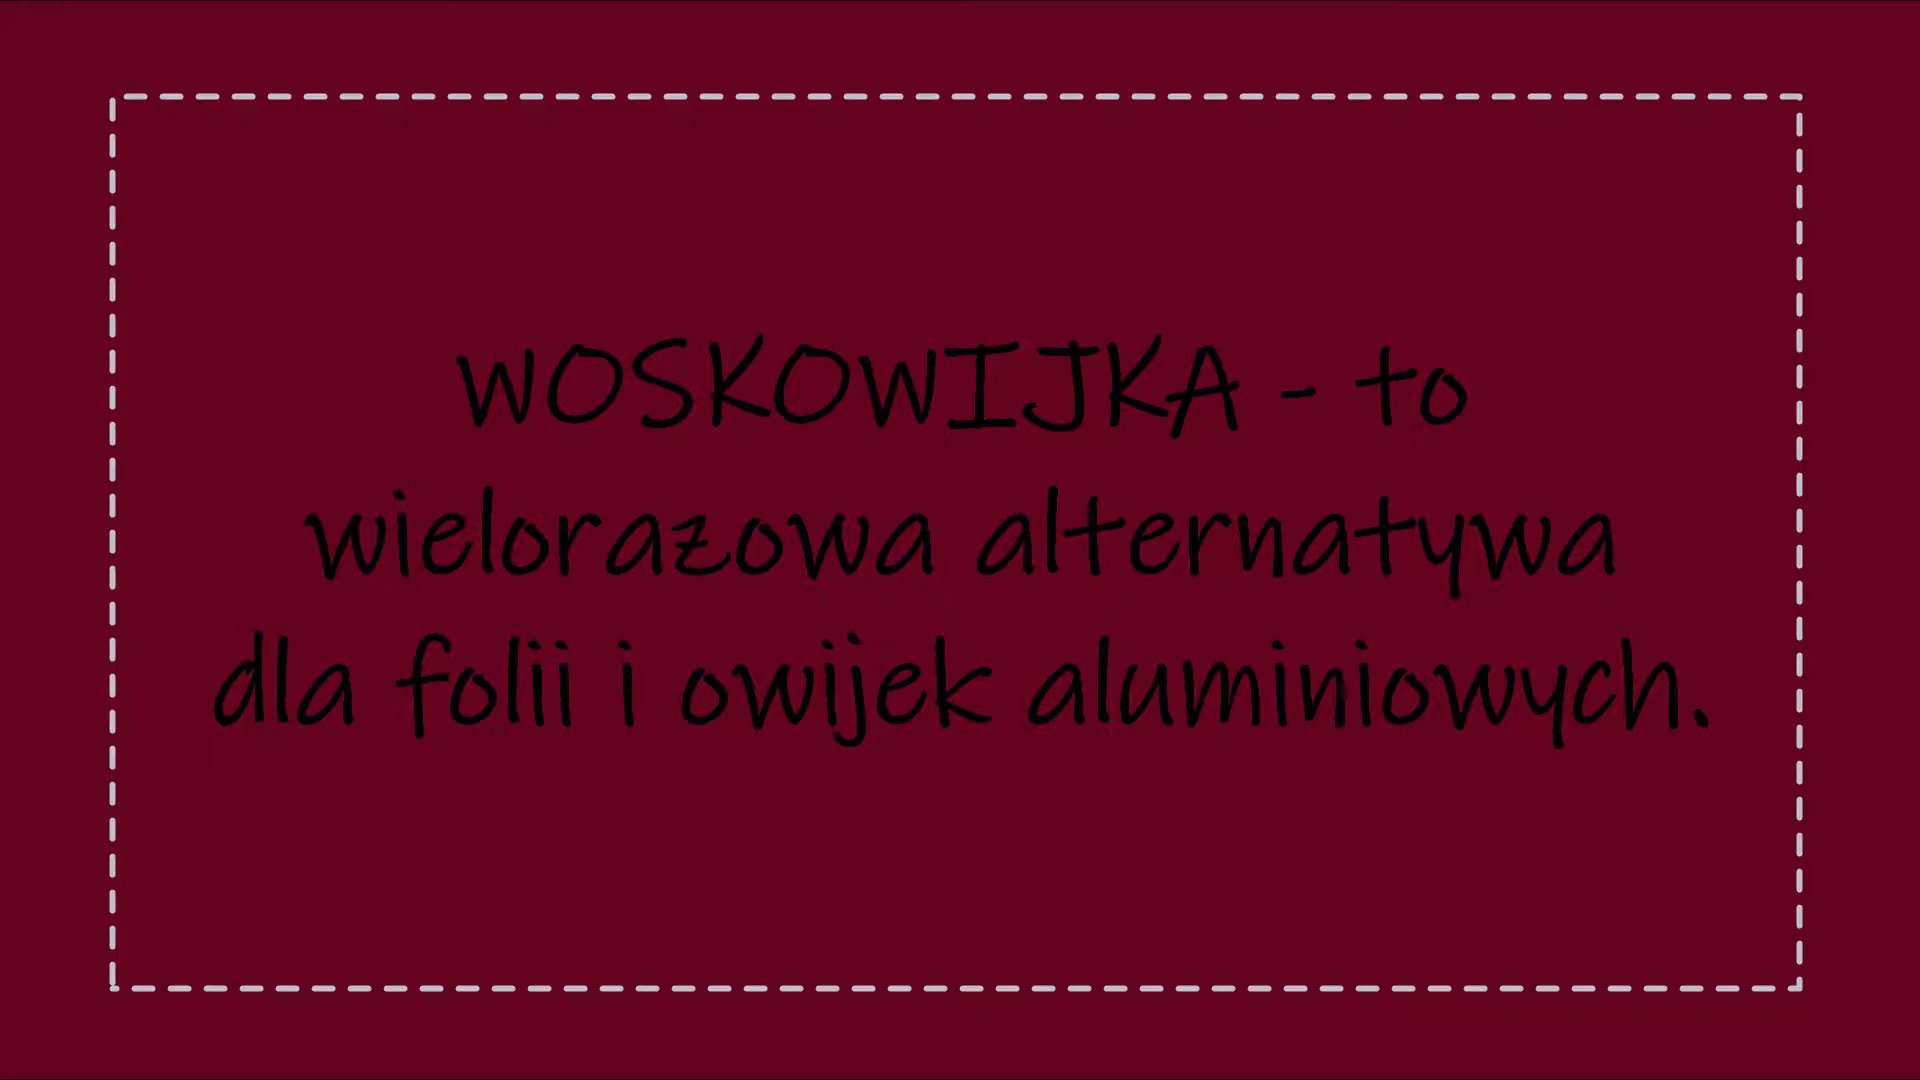 WOSKOWIJKA - to
wielorazowa alternatywa
dla folii i owijek aluminiowych.